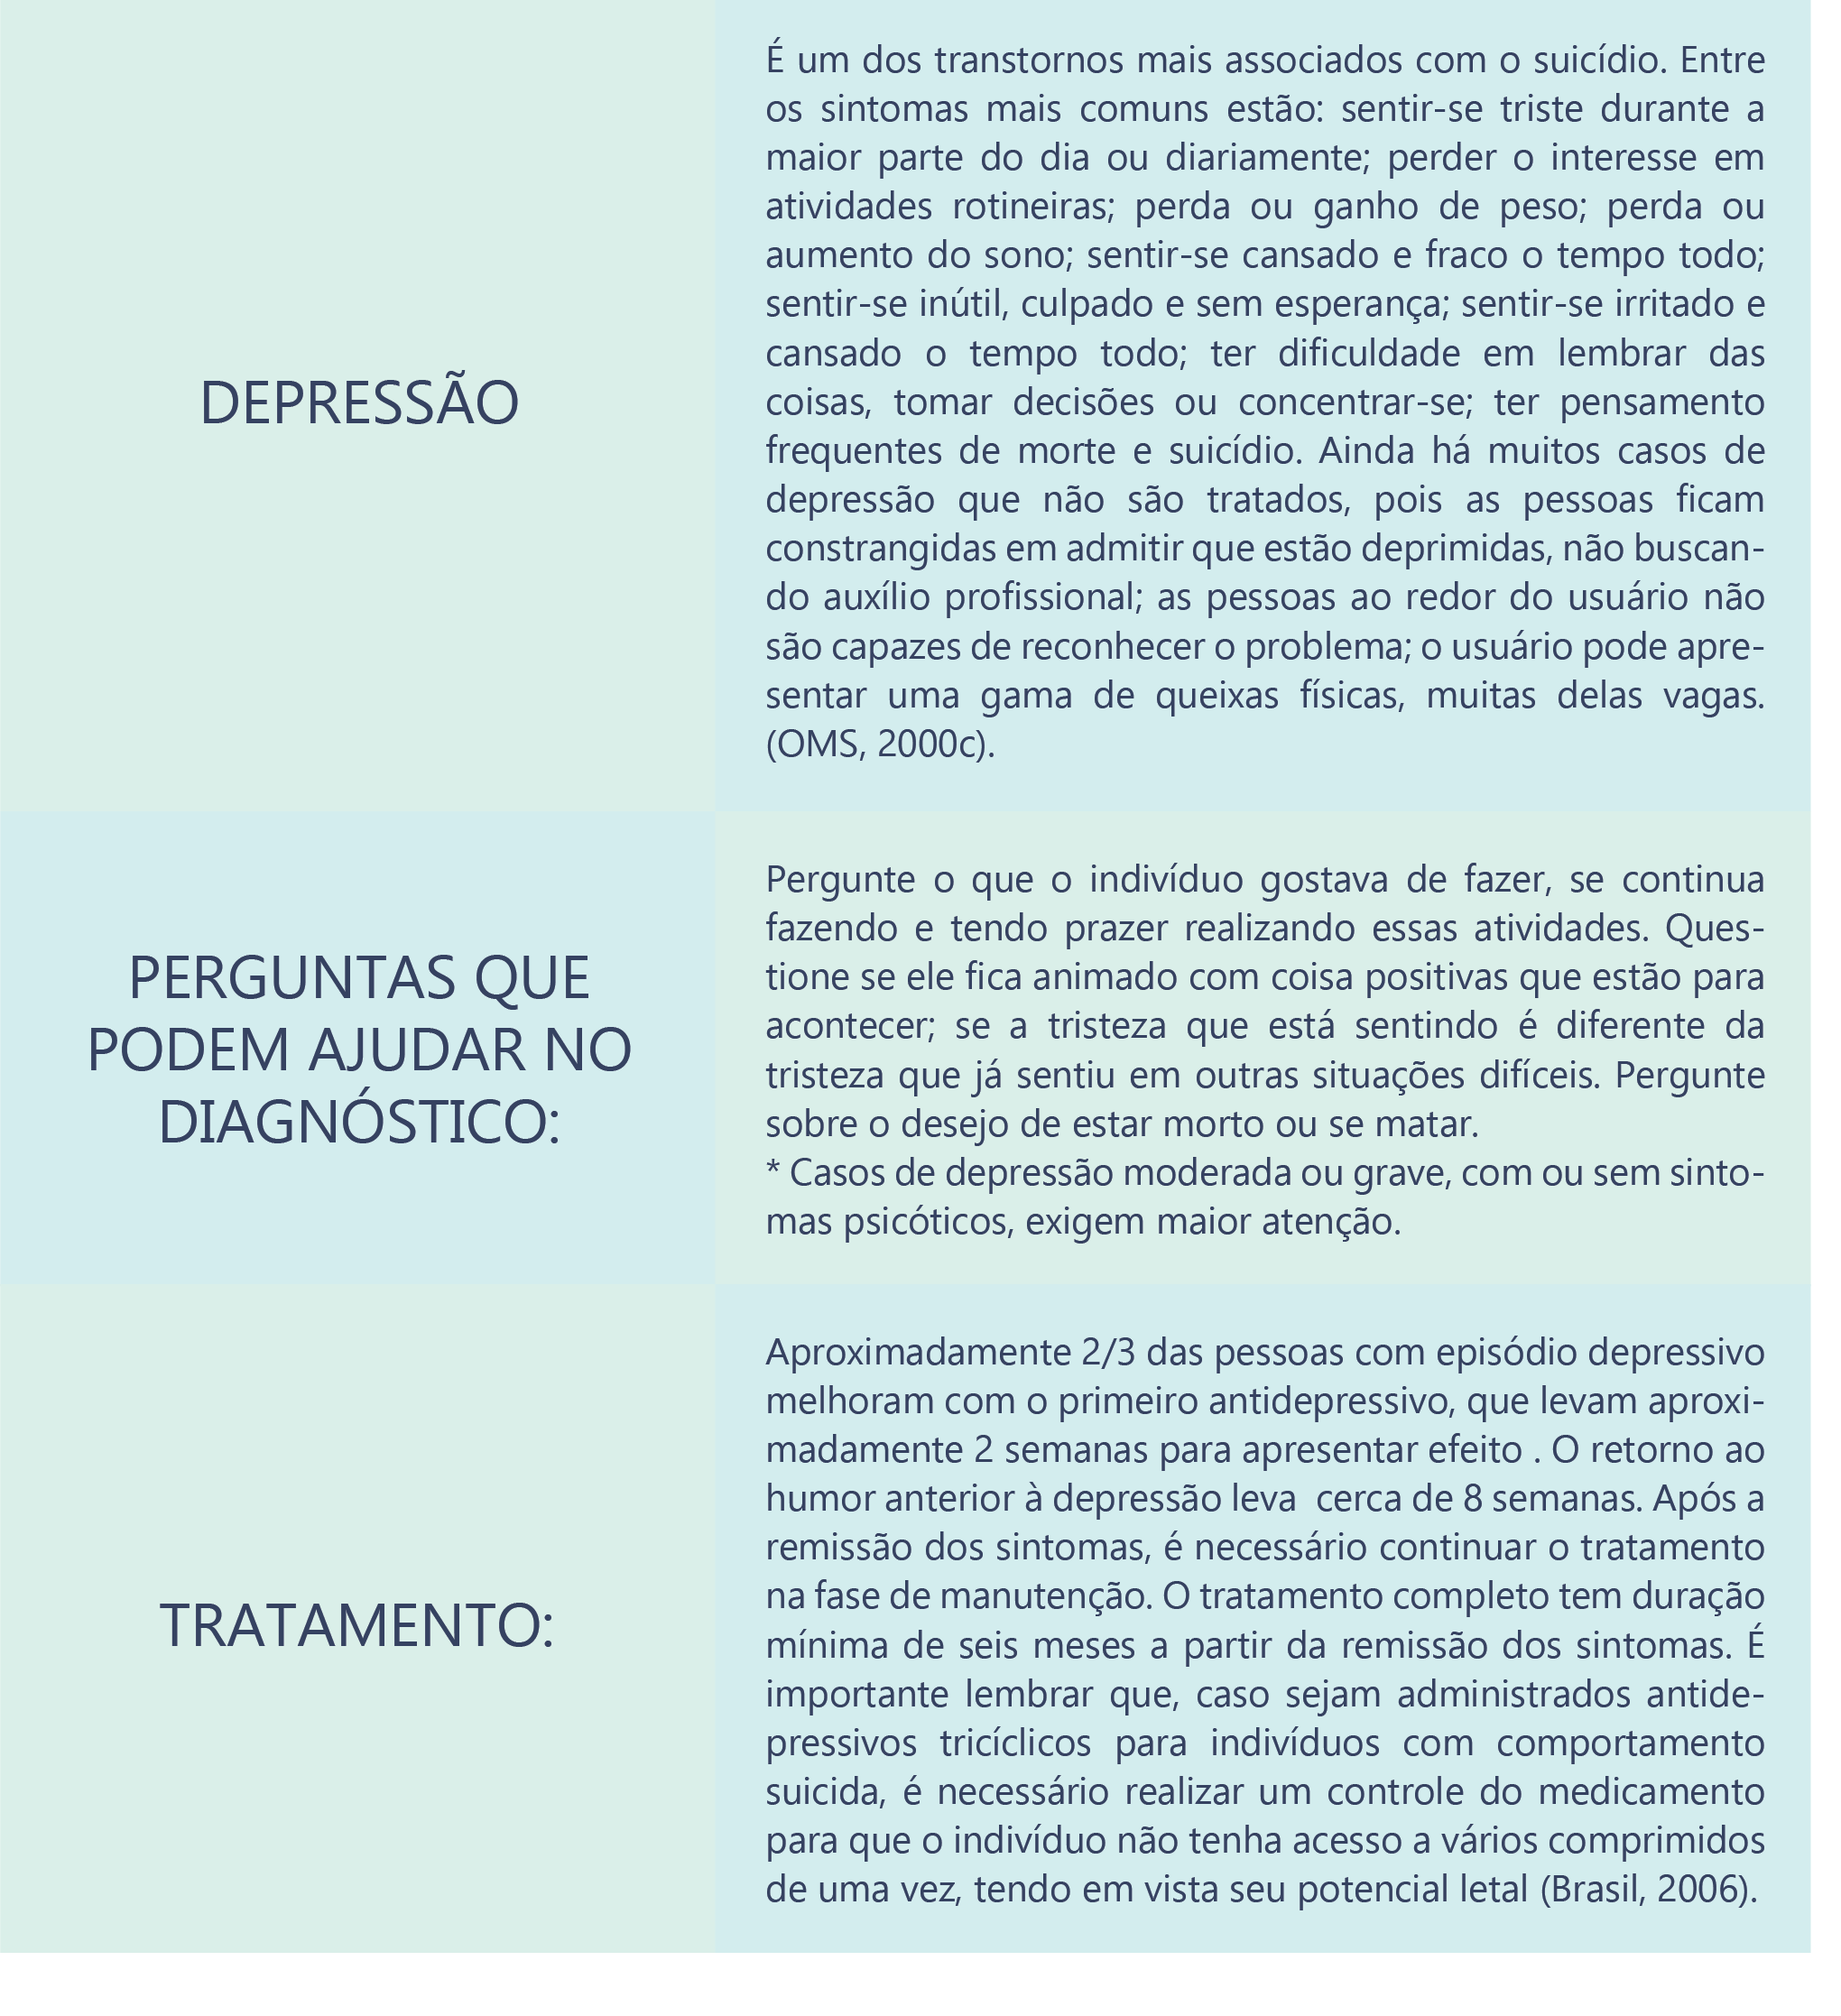 DEPRESSÃO
É um dos transtornos mais associados com o suicídio. Entre
os sintomas mais comuns estão: sentir-se triste durante a
maior parte do dia ou diariamente; perder o interesse em
atividades rotineiras; perda ou ganho de peso; perda ou
aumento do sono; sentir-se cansado e fraco o tempo todo;
sentir-se inútil, culpado e sem esperança; sentir-se irritado e
cansado o tempo todo; ter dificuldade em lembrar das
coisas, tomar decisões ou concentrar-se; ter pensamento
frequentes de morte e suicídio. Ainda há muitos casos de
depressão que não são tratados, pois as pessoas ficam
constrangidas em admitir que estão deprimidas, não buscan-
do auxílio profissional; as pessoas ao redor do usuário não
são capazes de reconhecer o problema; o usuário pode apre-
sentar uma gama de queixas físicas, muitas delas vagas.
(OMS, 2000c).
PERGUNTAS QUE
PODEM AJUDAR NO
DIAGNÓSTICO:
Pergunte o que o indivíduo gostava de fazer, se continua
fazendo e tendo prazer realizando essas atividades. Ques-
tione se ele fica animado com coisa positivas que estão para
acontecer; se a tristeza que está sentindo é diferente da
tristeza que já sentiu em outras situações difíceis. Pergunte
sobre o desejo de estar morto ou se matar.
* Casos de depressão moderada ou grave, com ou sem sinto-
mas psicóticos, exigem maior atenção.
TRATAMENTO:
Aproximadamente 2/3 das pessoas com episódio depressivo
melhoram com o primeiro antidepressivo, que levam aproxi-
madamente 2 semanas para apresentar efeito . O retorno ao
humor anterior à depressão leva  cerca de 8 semanas. Após a
remissão dos sintomas, é necessário continuar o tratamento
na fase de manutenção. O tratamento completo tem duração
mínima de seis meses a partir da remissão dos sintomas. É
importante lembrar que, caso sejam administrados antide-
pressivos tricíclicos para indivíduos com comportamento
suicida, é necessário realizar um controle do medicamento
para que o indivíduo não tenha acesso a vários comprimidos
de uma vez, tendo em vista seu potencial letal (Brasil, 2006).